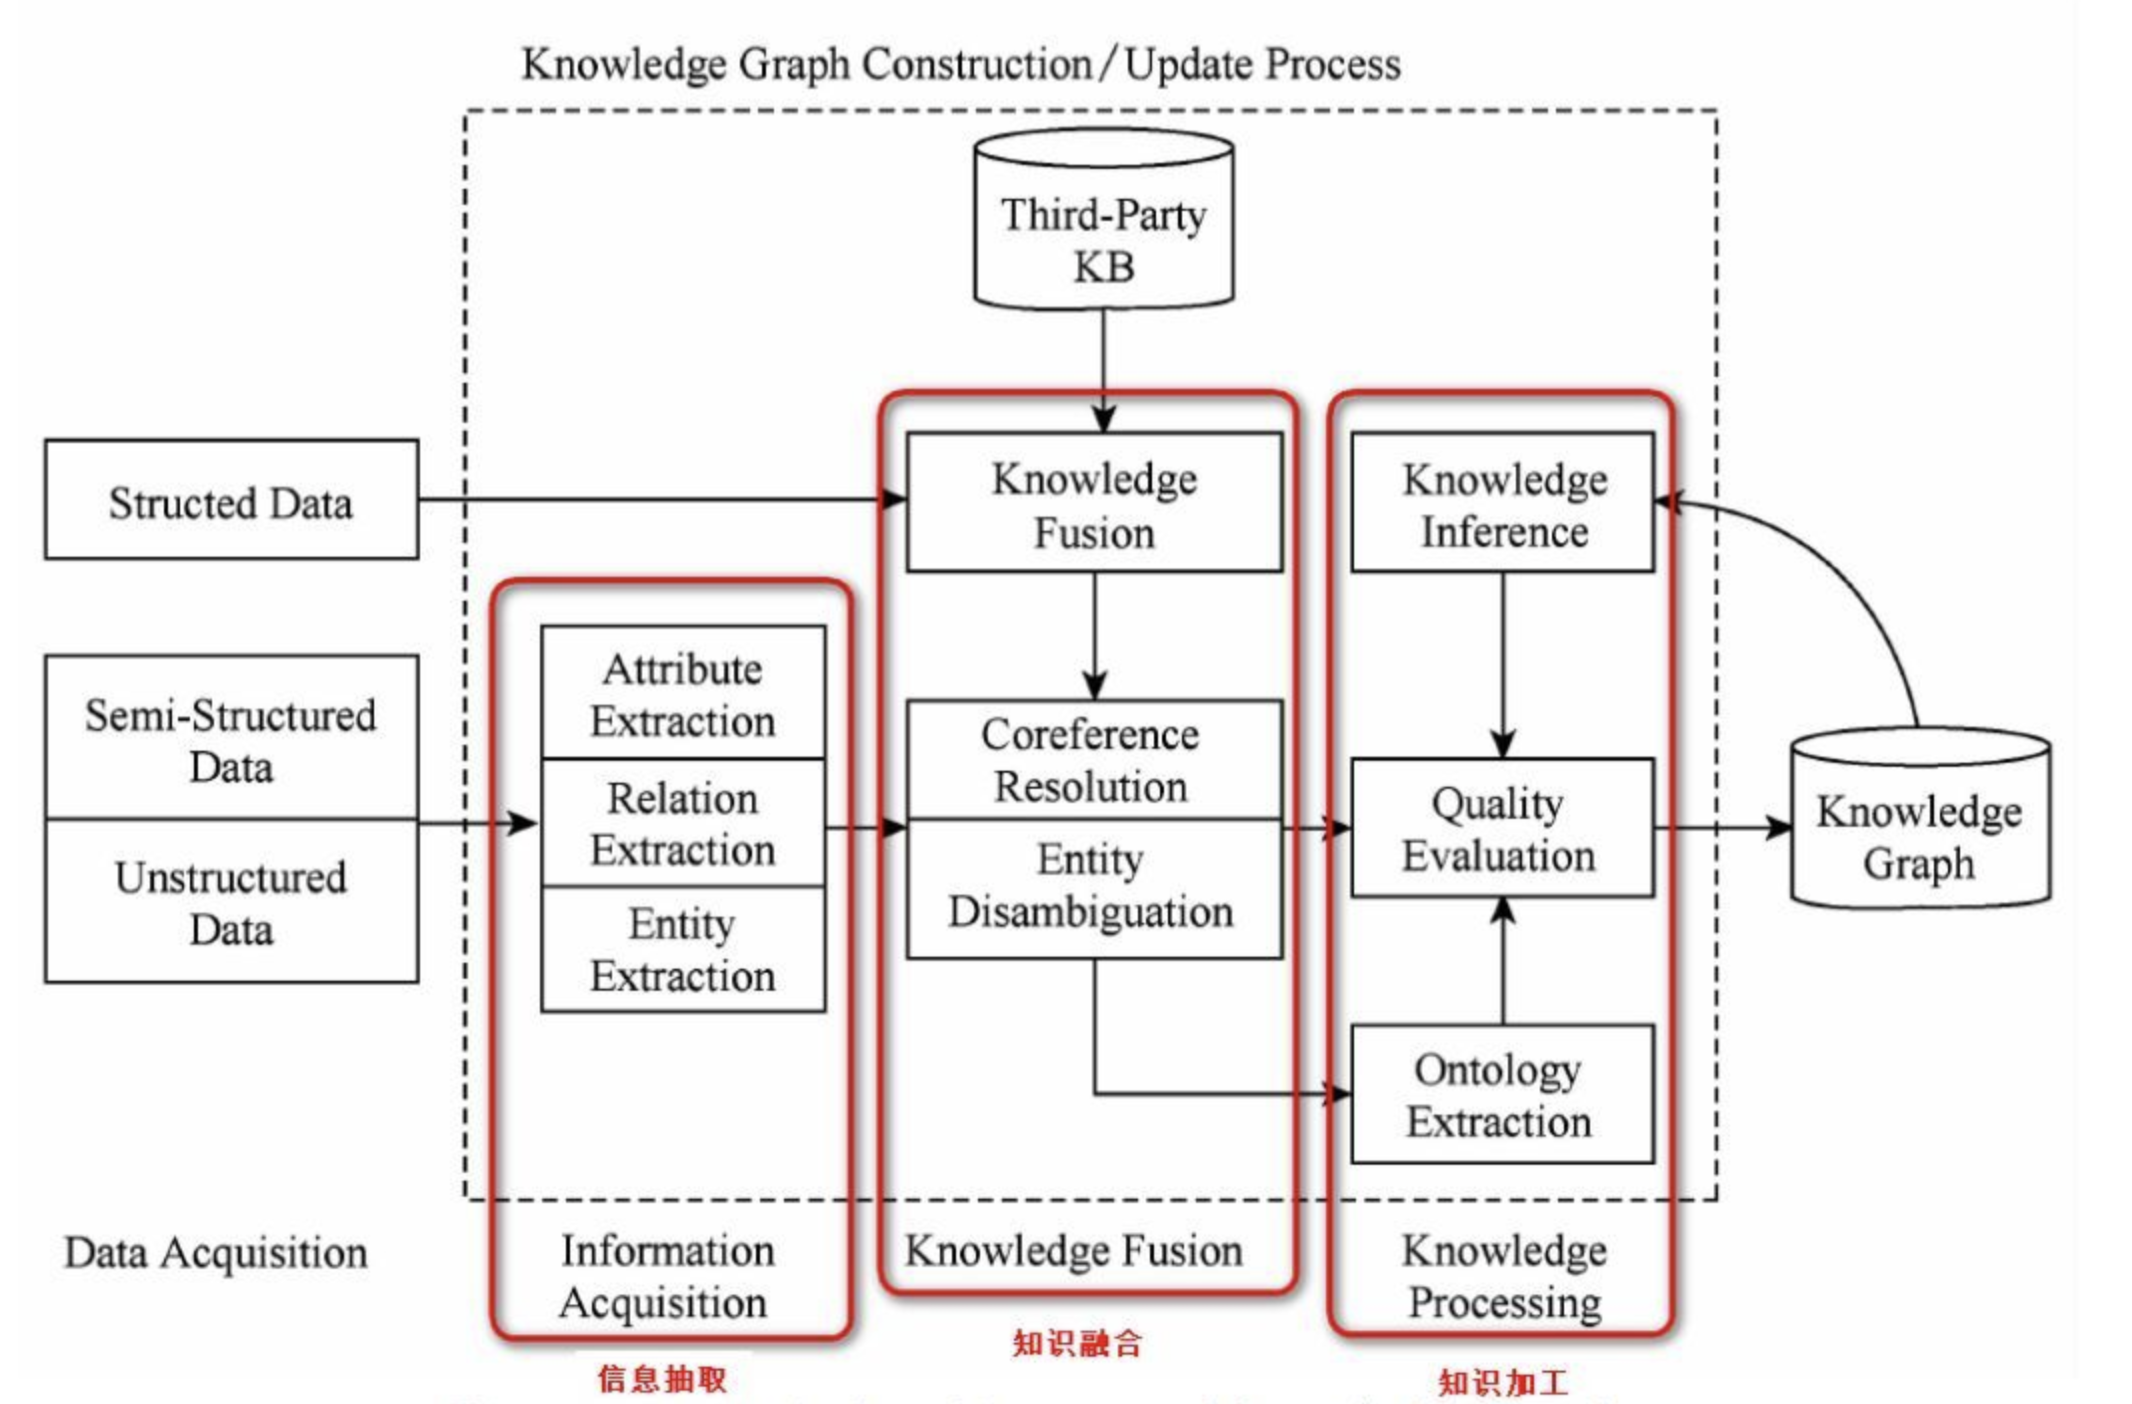 Knowledge Graph Construction/Update Process
Third-Party
KB
Structed Data
Knowledge
Fusion
Knowledge
Inference
Semi-Structured
Data
Unstructured
Data
Attribute
Extraction
Relation
Extraction
Entity
Extraction
Coreference
Resolution
Entity
Disambiguation
Quality
Evaluation
Knowledge
Graph
Ontology
Extraction
Data Acquisition
Information
Acquisition
Knowledge Fusion
Knowledge
Processing
信息抽取
知识融合
知识加工